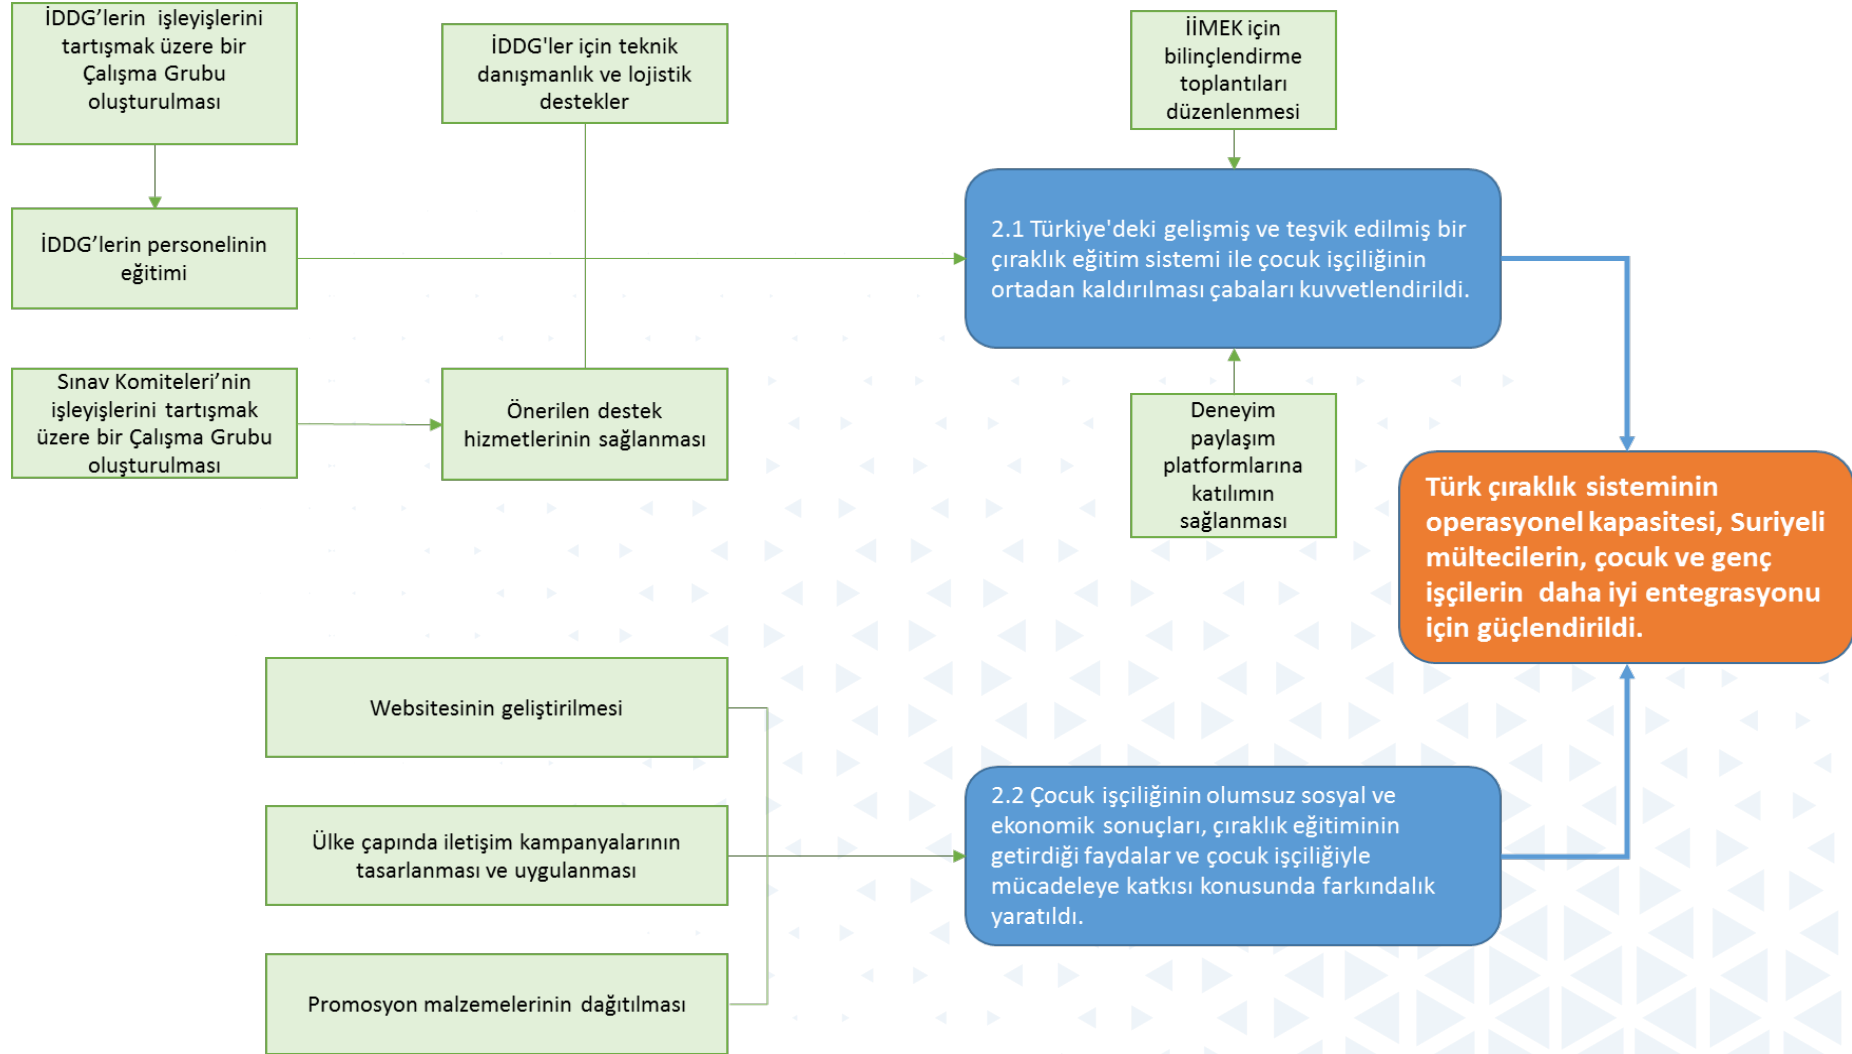 İDDG’lerin işleyişlerini
tartışmak üzere bir
Çalışma Grubu
oluşturulması
İDDG'ler için teknik
danışmanlık ve lojistik
destekler
İİMEK için
bilinçlendirme
toplantıları
düzenlenmesi
İDDG’lerin personelinin
eğitimi
2.1 Türkiye'deki gelişmiş ve teşvik edilmiş bir
çıraklık eğitim sistemi ile çocuk işçiliğinin
ortadan kaldırılması çabaları kuvvetlendirildi.
Sınav Komiteleri’nin
işleyişlerini tartışmak
üzere bir Çalışma Grubu
oluşturulması
Önerilen destek
hizmetlerinin sağlanması
Deneyim
paylaşım
platformlarına
katılımın
sağlanması
Türk çıraklık sisteminin
operasyonel kapasitesi, Suriyeli
mültecilerin, çocuk ve genç
işçilerin daha iyi entegrasyonu
için güçlendirildi.
Websitesinin geliştirilmesi
Ülke çapında iletişim kampanyalarının
tasarlanması ve uygulanması
2.2 Çocuk işçiliğinin olumsuz sosyal ve
ekonomik sonuçları, çıraklık eğitiminin
getirdiği faydalar ve çocuk işçiliğiyle
mücadeleye katkısı konusunda farkındalık
yaratıldı.
Promosyon malzemelerinin dağıtılması